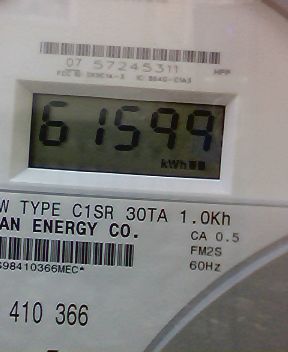 07 57245311
61599
kWh
W TYPE C1SR 30TA 1.0Kh
AN ENERGY CO.
CA 0.5
FM2S
60Hz
S98410366MEC*
410 366